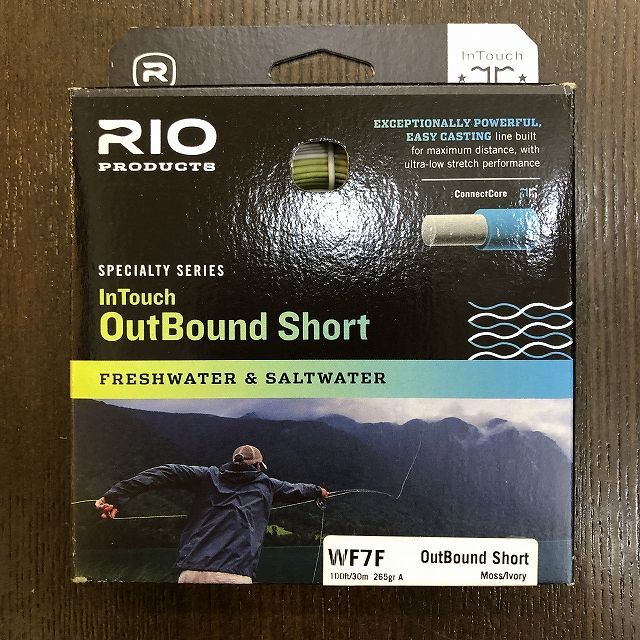 R
InTouch
RIO
PRODUCTS
EXCEPTIONALLY POWERFUL,
EASY CASTING line built
for maximum distance, with
ultra-low stretch performance
ConnectCore
SPECIALTY SERIES
InTouch
OutBound Short
FRESHWATER & SALTWATER
WF7F OutBound Short
100ft/30m 265gr A Moss/Ivory